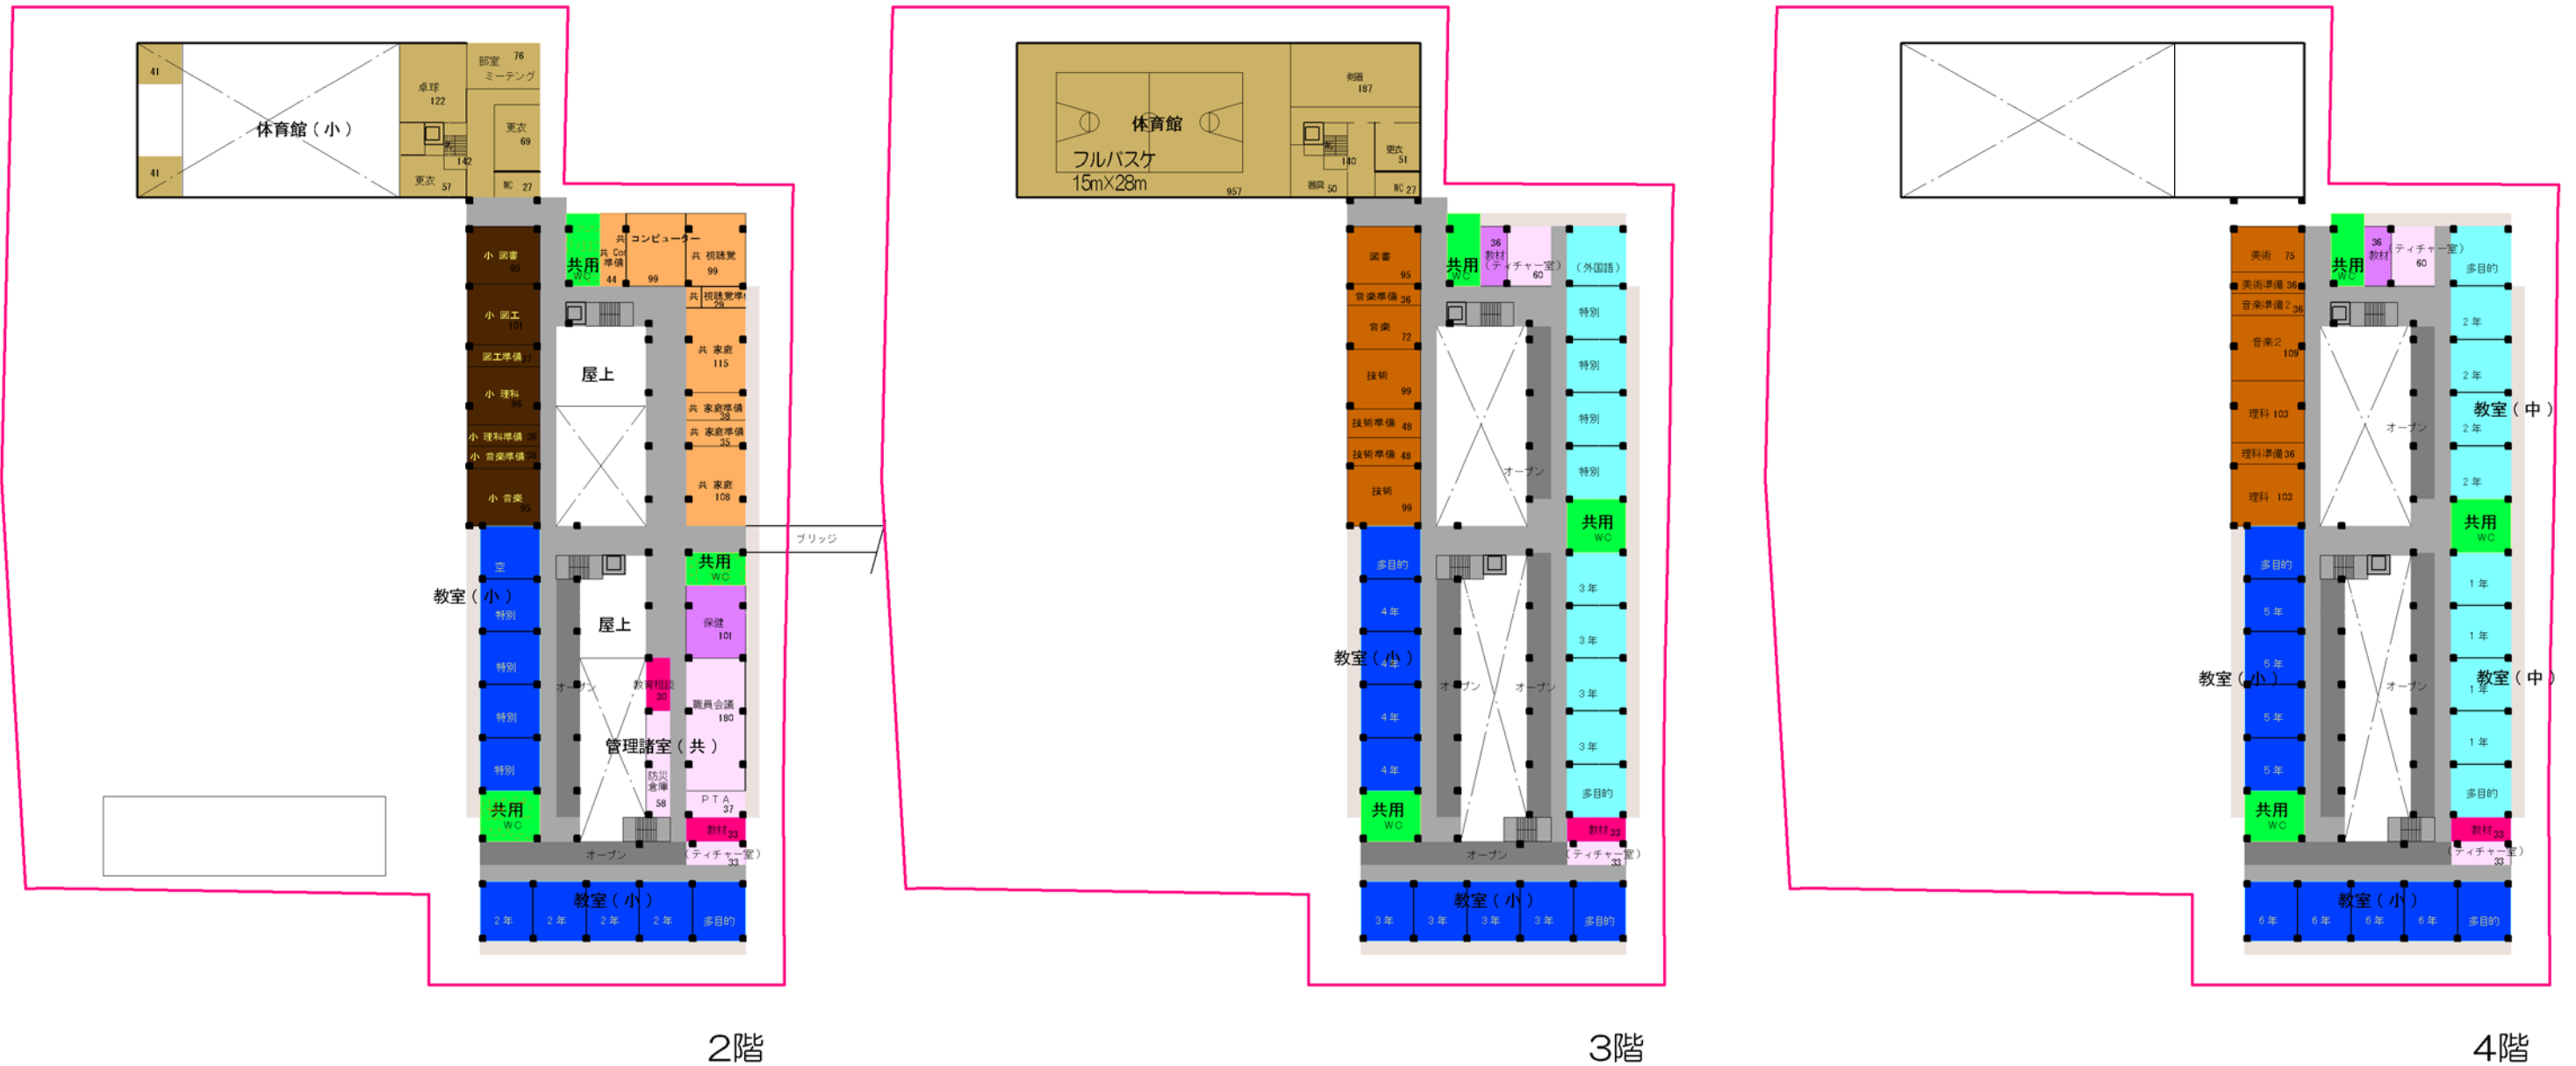 41
41
体育館（小）
卓球
122
部室 76
ミーテング
更衣
69
142
更衣 57
WC 27
小 図書
95
小 図工
101
図工準備
小 理科
96
小 理科準備 36
小 音楽準備
小 音楽
95
共用
WC
共 コンピューター
準備
44
99
共 視聴覚
99
共 視聴覚準備
29
共 家庭
115
共 家庭準備
38
共 家庭準備
35
共 家庭
108
屋上
ブリッジ
共用
WC
空
教室（小）
特別
特別
特別
特別
屋上
保健
101
オープン
教育相談
30
職員会議
180
管理諸室（共）
防災
倉庫
58
ＰＴＡ
37
共用
WC
教材 33
オープン
（ティチャー室）
33
教室（小）
２年
２年
２年
２年
多目的
2階
体育館
フルバスケ
15m×28m
957
剣道
187
更衣
51
140
器具 50
WC 27
図書
95
音楽準備 36
音楽
72
技術
99
技術準備 48
技術準備 48
技術
99
共用
WC
36
教材
（ティチャー室）
60
（外国語）
特別
特別
特別
特別
オープン
共用
WC
多目的
４年
４年
４年
４年
教室（小）
オープン
オープン
３年
３年
３年
３年
多目的
共用
WC
教材 33
オープン
（ティチャー室）
33
教室（小）
３年
３年
３年
３年
多目的
3階
美術 75
美術準備 36
音楽準備２ 36
音楽２
109
理科 103
理科準備 36
理科 103
共用
WC
36
教材
（ティチャー室）
60
多目的
２年
２年
２年
２年
教室（中）
オープン
共用
WC
多目的
５年
５年
５年
５年
教室（小）
オープン
１年
１年
１年
１年
教室（中）
多目的
共用
WC
教材 33
（ティチャー室）
33
教室（小）
６年
６年
６年
６年
多目的
4階